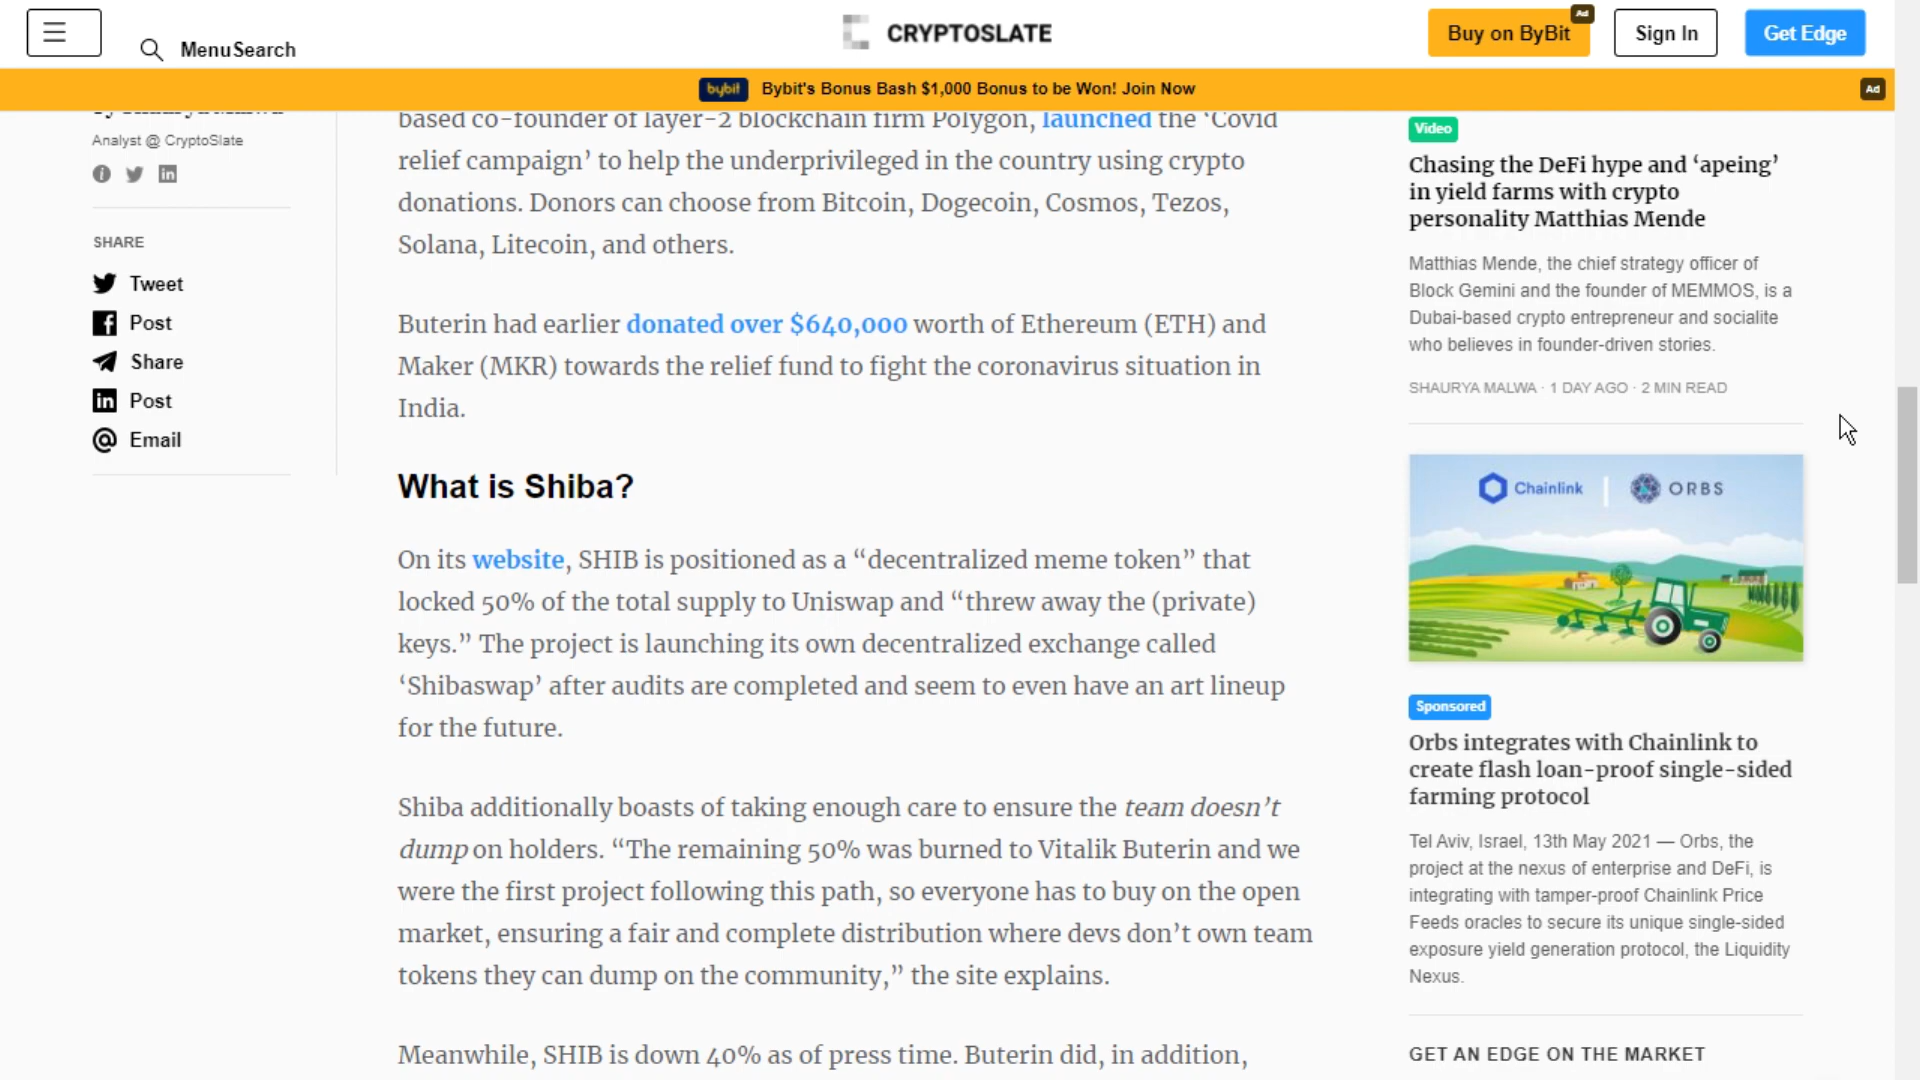 MenuSearch
CRYPTOSLATE
Buy on ByBit
Ad
Sign In
Get Edge
bybit Bybit's Bonus Bash $1,000 Bonus to be Won! Join Now
Ad
Analyst @ CryptoSlate
SHARE
Tweet
Post
Share
Post
Email
based co-founder of layer-2 blockchain firm Polygon, launched the ‘Covid
relief campaign’ to help the underprivileged in the country using crypto
donations. Donors can choose from Bitcoin, Dogecoin, Cosmos, Tezos,
Solana, Litecoin, and others.
Buterin had earlier donated over $640,000 worth of Ethereum (ETH) and
Maker (MKR) towards the relief fund to fight the coronavirus situation in
India.
What is Shiba?
On its website, SHIB is positioned as a “decentralized meme token” that
locked 50% of the total supply to Uniswap and “threw away the (private)
keys.” The project is launching its own decentralized exchange called
‘Shibaswap’ after audits are completed and seem to even have an art lineup
for the future.
Shiba additionally boasts of taking enough care to ensure the team doesn’t
dump on holders. “The remaining 50% was burned to Vitalik Buterin and we
were the first project following this path, so everyone has to buy on the open
market, ensuring a fair and complete distribution where devs don’t own team
tokens they can dump on the community,” the site explains.
Meanwhile, SHIB is down 40% as of press time. Buterin did, in addition,
Video
Chasing the DeFi hype and ‘apeing’
in yield farms with crypto
personality Matthias Mende
Matthias Mende, the chief strategy officer of
Block Gemini and the founder of MEMMOS, is a
Dubai-based crypto entrepreneur and socialite
who believes in founder-driven stories.
SHAURYA MALWA · 1 DAY AGO · 2 MIN READ
Chainlink | ORBS
Sponsored
Orbs integrates with Chainlink to
create flash loan-proof single-sided
farming protocol
Tel Aviv, Israel, 13th May 2021 — Orbs, the
project at the nexus of enterprise and DeFi, is
integrating with tamper-proof Chainlink Price
Feeds oracles to secure its unique single-sided
exposure yield generation protocol, the Liquidity
Nexus.
GET AN EDGE ON THE MARKET